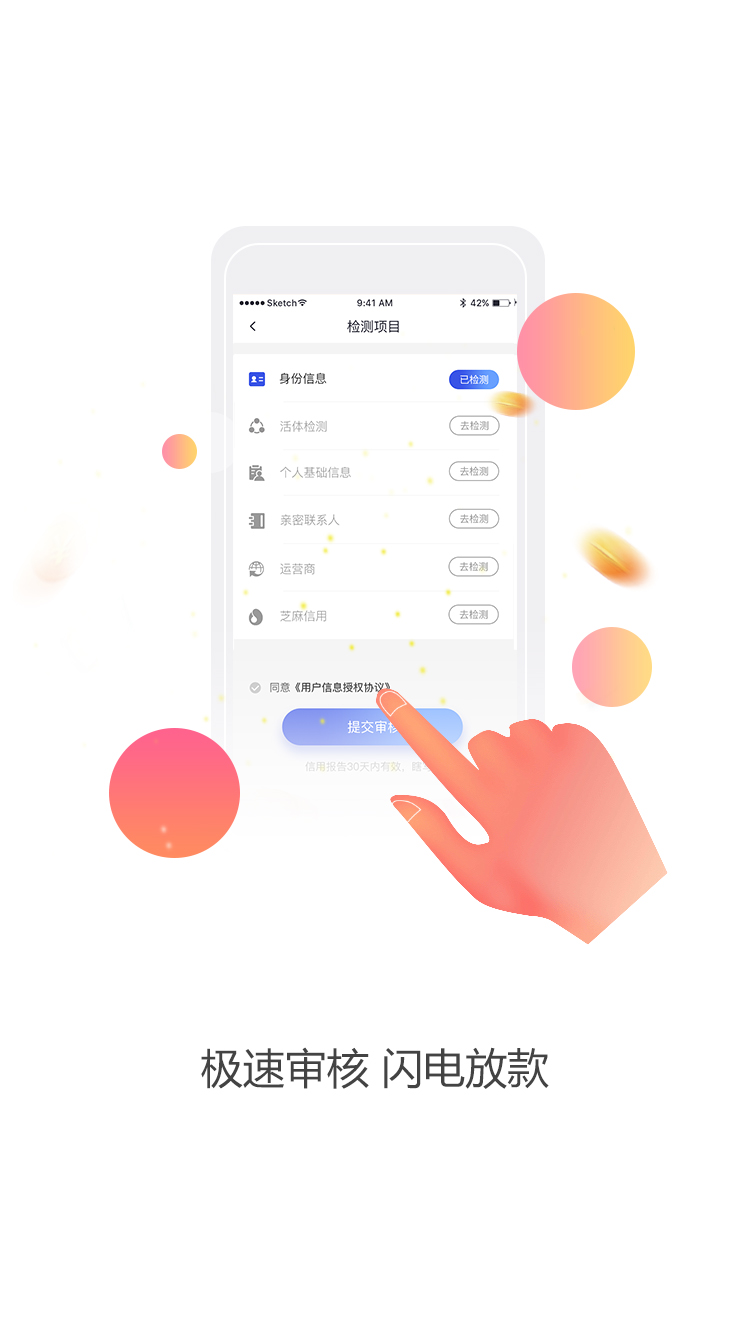 Sketch 9:41 AM 42%
检测项目
身份信息 已检测
活体检测 去检测
个人基础信息 去检测
亲密联系人 去检测
运营商 去检测
芝麻信用 去检测
同意《用户信息授权协议》
提交审核
信用报告30天内有效，
极速审核 闪电放款